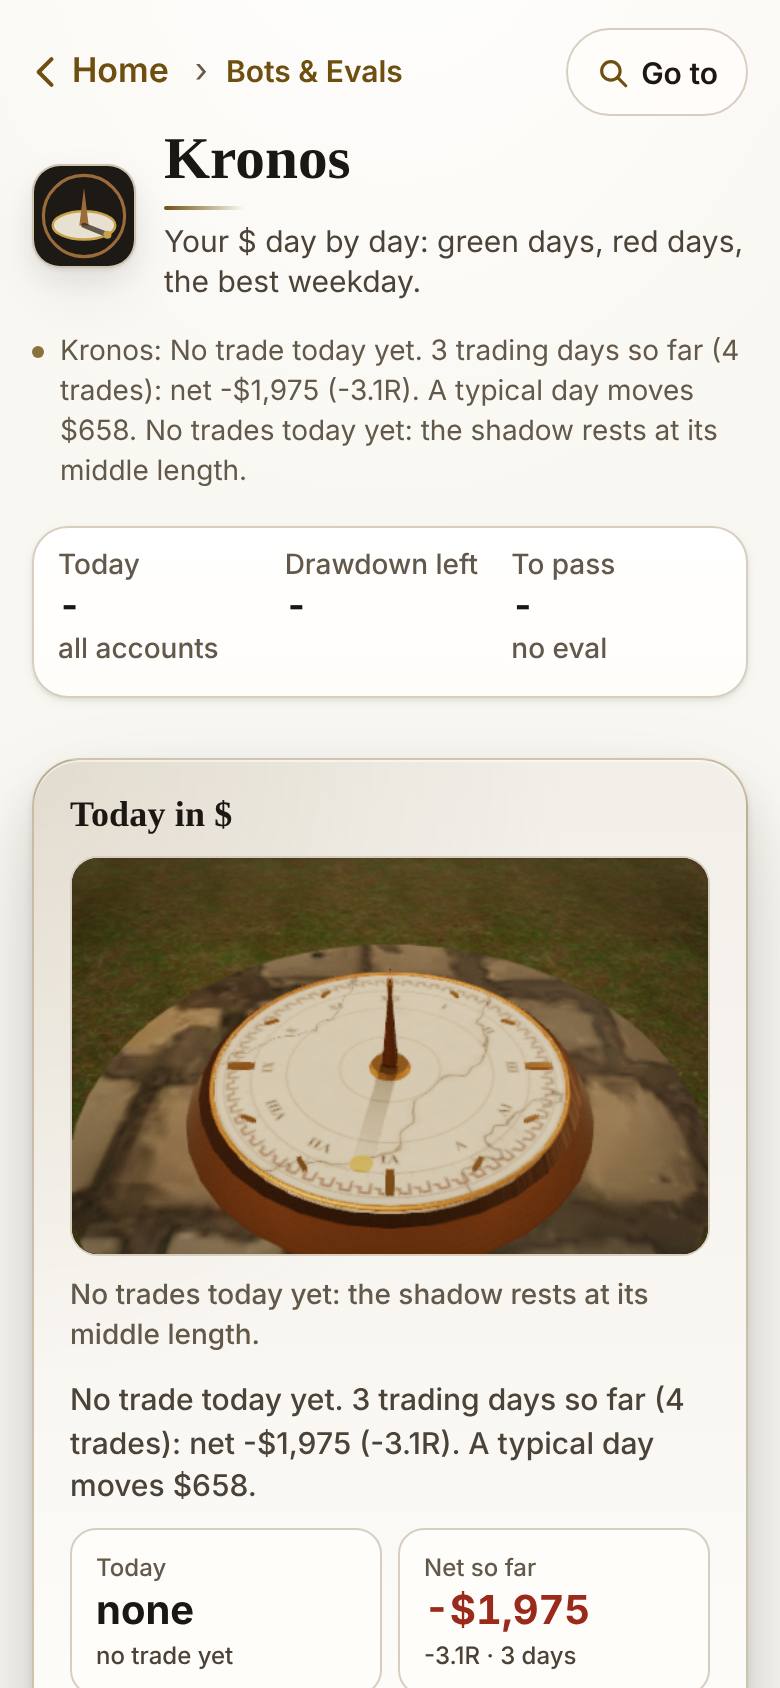 Home › Bots & Evals
Go to
Kronos
Your $ day by day: green days, red days,
the best weekday.
Kronos: No trade today yet. 3 trading days so far (4
trades): net -$1,975 (-3.1R). A typical day moves
$658. No trades today yet: the shadow rests at its
middle length.
Today
-
all accounts
Drawdown left
-
To pass
-
no eval
Today in $
No trades today yet: the shadow rests at its
middle length.
No trade today yet. 3 trading days so far (4
trades): net -$1,975 (-3.1R). A typical day
moves $658.
Today
none
no trade yet
Net so far
-$1,975
-3.1R · 3 days